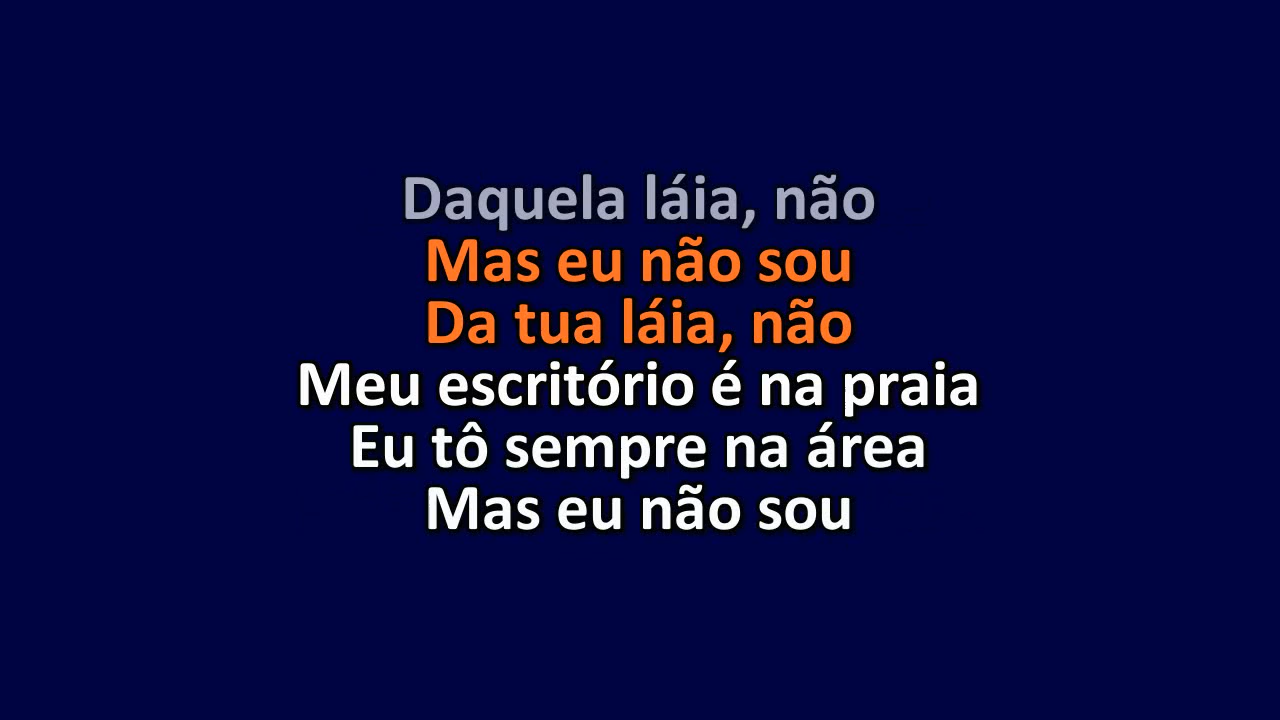 Daquela láia, não
Mas eu não sou
Da tua láia, não
Meu escritório é na praia
Eu tô sempre na área
Mas eu não sou